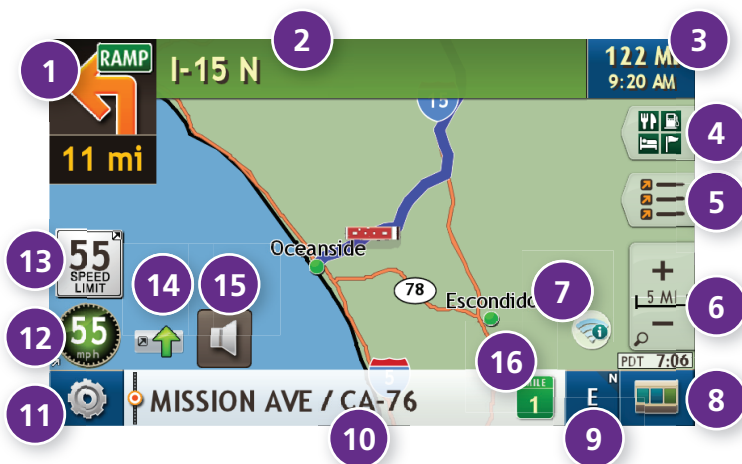 1
RAMP
11 mi
2
I-15 N
3
9:20 AM
4
5
6
+
5 MI
−
PDT 7:06
7
8
9
E
N
10
MISSION AVE / CA-76
11
12
55
mph
13
55
SPEED
LIMIT
14
15
16
1
15
Oceanside
78
5
122